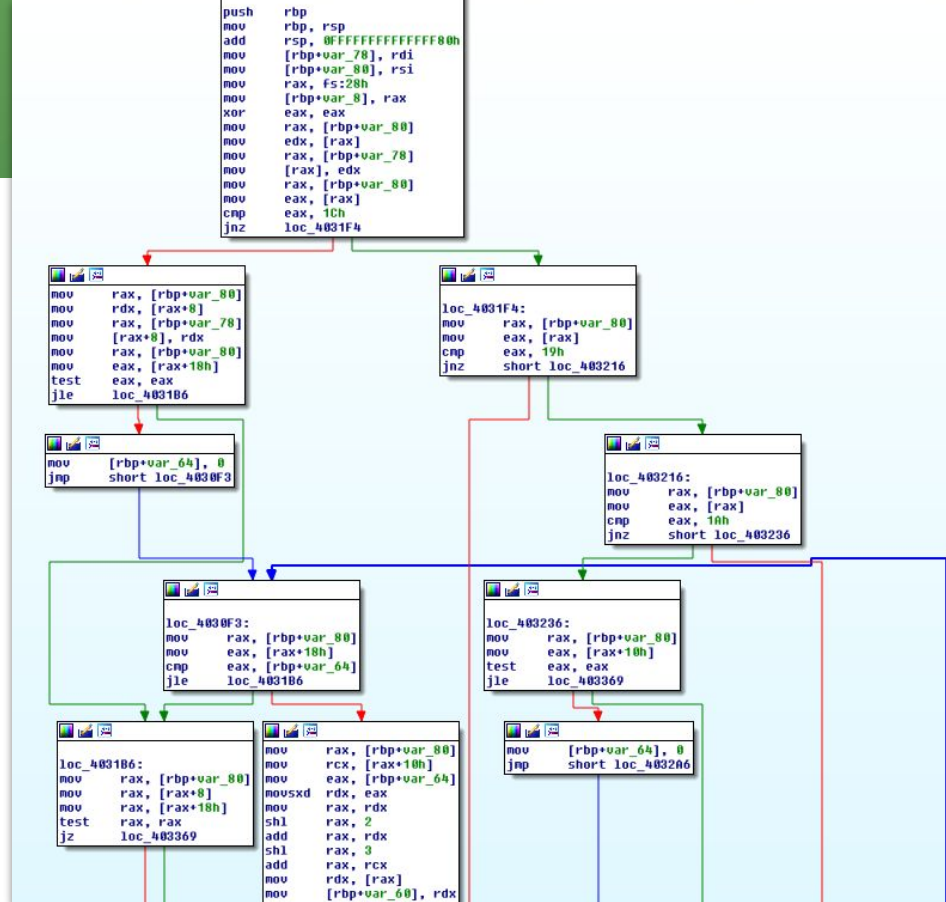 push rbp
mov rbp, rsp
add rsp, 0FFFFFFFFFFFFFF80h
mov [rbp+var_78], rdi
mov [rbp+var_80], rsi
mov rax, fs:28h
mov [rbp+var_8], rax
xor eax, eax
mov rax, [rbp+var_80]
mov edx, [rax]
mov rax, [rbp+var_78]
mov [rax], edx
mov rax, [rbp+var_80]
mov eax, [rax]
cmp eax, 1Ch
jnz loc_4031F4
mov rax, [rbp+var_80]
mov rdx, [rax+8]
mov rax, [rbp+var_78]
mov [rax+8], rdx
mov rax, [rbp+var_80]
mov eax, [rax+18h]
test eax, eax
jle loc_4031B6
loc_4031F4:
mov rax, [rbp+var_80]
mov eax, [rax]
cmp eax, 19h
jnz short loc_403216
mov [rbp+var_64], 0
jmp short loc_4030F3
loc_403216:
mov rax, [rbp+var_80]
mov eax, [rax]
cmp eax, 1Ah
jnz short loc_403236
loc_4030F3:
mov rax, [rbp+var_80]
mov eax, [rax+18h]
cmp eax, [rbp+var_64]
jle loc_4031B6
loc_403236:
mov rax, [rbp+var_80]
mov eax, [rax+10h]
test eax, eax
jle loc_403369
loc_4031B6:
mov rax, [rbp+var_80]
mov rax, [rax+8]
mov rax, [rax+18h]
test rax, rax
jz loc_403369
mov rax, [rbp+var_80]
mov rcx, [rax+10h]
mov eax, [rbp+var_64]
movsxd rdx, eax
mov rax, rdx
shl rax, 2
add rax, rdx
shl rax, 3
add rax, rcx
mov rdx, [rax]
mov [rbp+var_60], rdx
mov [rbp+var_64], 0
jmp short loc_4032A6